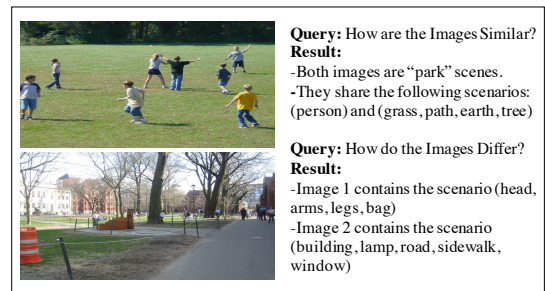 Query: How are the Images Similar?
Result:
-Both images are “park” scenes.
-They share the following scenarios:
(person) and (grass, path, earth, tree)
Query: How do the Images Differ?
Result:
-Image 1 contains the scenario (head,
arms, legs, bag)
-Image 2 contains the scenario
(building, lamp, road, sidewalk,
window)